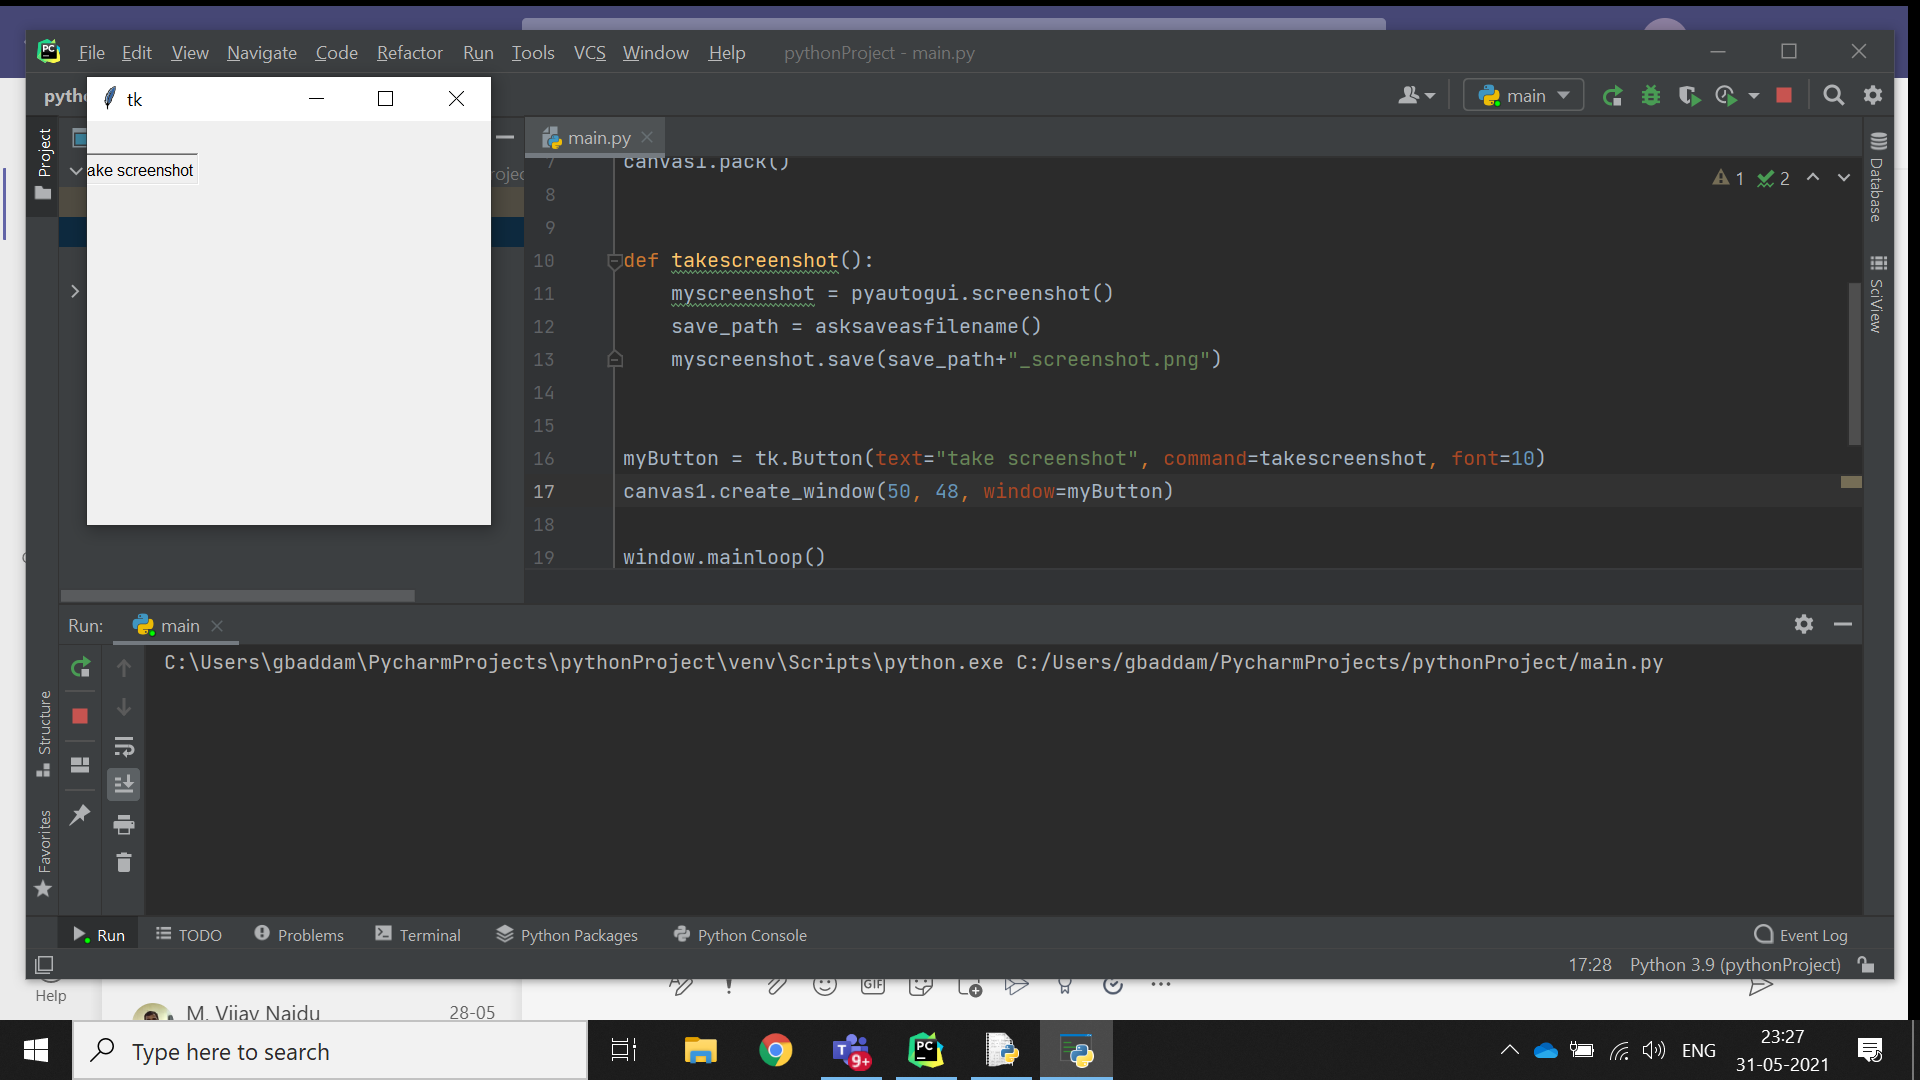 File Edit View Navigate Code Refactor Run Tools VCS Window Help pythonProject - main.py
pyth
tk
main
Project
ake screenshot
rojec
main.py
1 2
7 canvas1.pack()
8
9
10 def takescreenshot():
11 myscreenshot = pyautogui.screenshot()
12 save_path = asksaveasfilename()
13 myscreenshot.save(save_path+"_screenshot.png")
14
15
16 myButton = tk.Button(text="take screenshot", command=takescreenshot, font=10)
17 canvas1.create_window(50, 48, window=myButton)
18
19 window.mainloop()
Database
SciView
Run: main
C:\Users\gbaddam\PycharmProjects\pythonProject\venv\Scripts\python.exe C:/Users/gbaddam/PycharmProjects/pythonProject/main.py
Structure
Favorites
Run TODO Problems Terminal Python Packages Python Console Event Log
17:28 Python 3.9 (pythonProject)
Help
M. Vijay Naidu 28-05
GIF
Type here to search
PC
T 9+
PC
ENG
23:27
31-05-2021